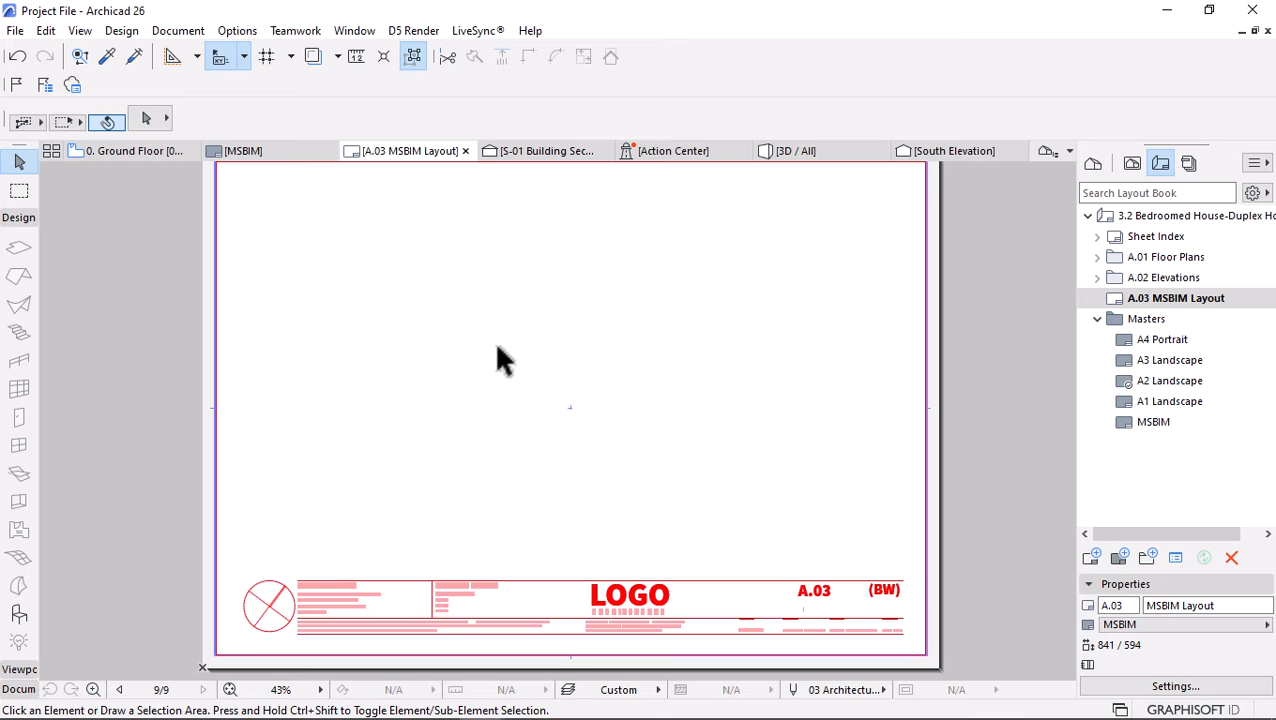 Project File - Archicad 26
File Edit View Design Document Options Teamwork Window D5 Render LiveSync® Help
0. Ground Floor [0... [MSBIM] [A.03 MSBIM Layout] [S-01 Building Sec... [Action Center] [3D / All] [South Elevation]
Design
Search Layout Book
3.2 Bedroomed House-Duplex Ho
Sheet Index
A.01 Floor Plans
A.02 Elevations
A.03 MSBIM Layout
Masters
A4 Portrait
A3 Landscape
A2 Landscape
A1 Landscape
MSBIM
LOGO
A.03
(BW)
Properties
A.03 MSBIM Layout
MSBIM
841 / 594
Settings...
Viewpc
Docum
9/9 43% N/A N/A Custom N/A 03 Architectu... N/A
Click an Element or Draw a Selection Area. Press and Hold Ctrl+Shift to Toggle Element/Sub-Element Selection.
GRAPHISOFT ID